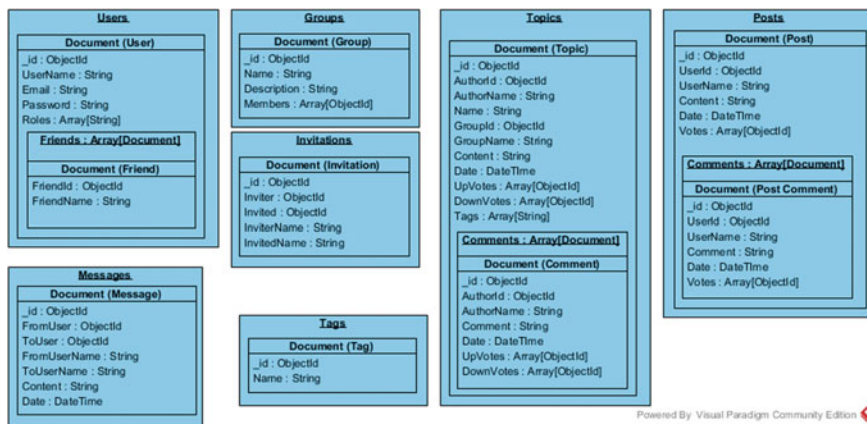 Users
Document (User)
_id : ObjectId
UserName : String
Email : String
Password : String
Roles : Array[String]
Friends : Array[Document]
Document (Friend)
FriendId : ObjectId
FriendName : String
Groups
Document (Group)
_id : ObjectId
Name : String
Description : String
Members : Array[ObjectId]
Invitations
Document (Invitation)
_id : ObjectId
Inviter : ObjectId
Invited : ObjectId
InviterName : String
InvitedName : String
Topics
Document (Topic)
_id : ObjectId
AuthorId : ObjectId
AuthorName : String
Name : String
GroupId : ObjectId
GroupName : String
Content : String
Date : DateTIme
UpVotes : Array[ObjectId]
DownVotes : Array[ObjectId]
Tags : Array[String]
Comments : Array[Document]
Document (Comment)
_id : ObjectId
AuthorId : ObjectId
AuthorName : String
Comment : String
Date : DateTIme
UpVotes : Array[ObjectId]
DownVotes : Array[ObjectId]
Posts
Document (Post)
_id : ObjectId
UserId : ObjectId
UserName : String
Content : String
Date : DateTIme
Votes : Array[ObjectId]
Comments : Array[Document]
Document (Post Comment)
_id : ObjectId
UserId : ObjectId
UserName : String
Comment : String
Date : DateTIme
Votes : Array[ObjectId]
Messages
Document (Message)
_id : ObjectId
FromUser : ObjectId
ToUser : ObjectId
FromUserName : String
ToUserName : String
Content : String
Date : DateTime
Tags
Document (Tag)
_id : ObjectId
Name : String
Powered By Visual Paradigm Community Edition